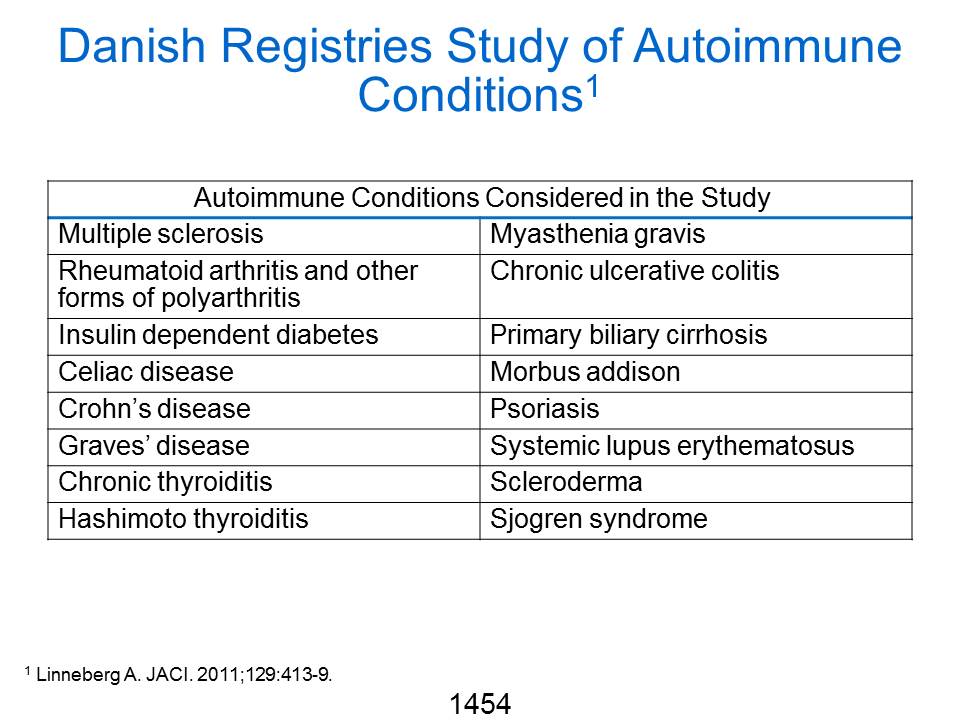 Danish Registries Study of Autoimmune
Conditions1
Autoimmune Conditions Considered in the Study
Multiple sclerosis
Myasthenia gravis
Rheumatoid arthritis and other
forms of polyarthritis
Chronic ulcerative colitis
Insulin dependent diabetes
Primary biliary cirrhosis
Celiac disease
Morbus addison
Crohn’s disease
Psoriasis
Graves’ disease
Systemic lupus erythematosus
Chronic thyroiditis
Scleroderma
Hashimoto thyroiditis
Sjogren syndrome
1 Linneberg A. JACI. 2011;129:413-9.
1454